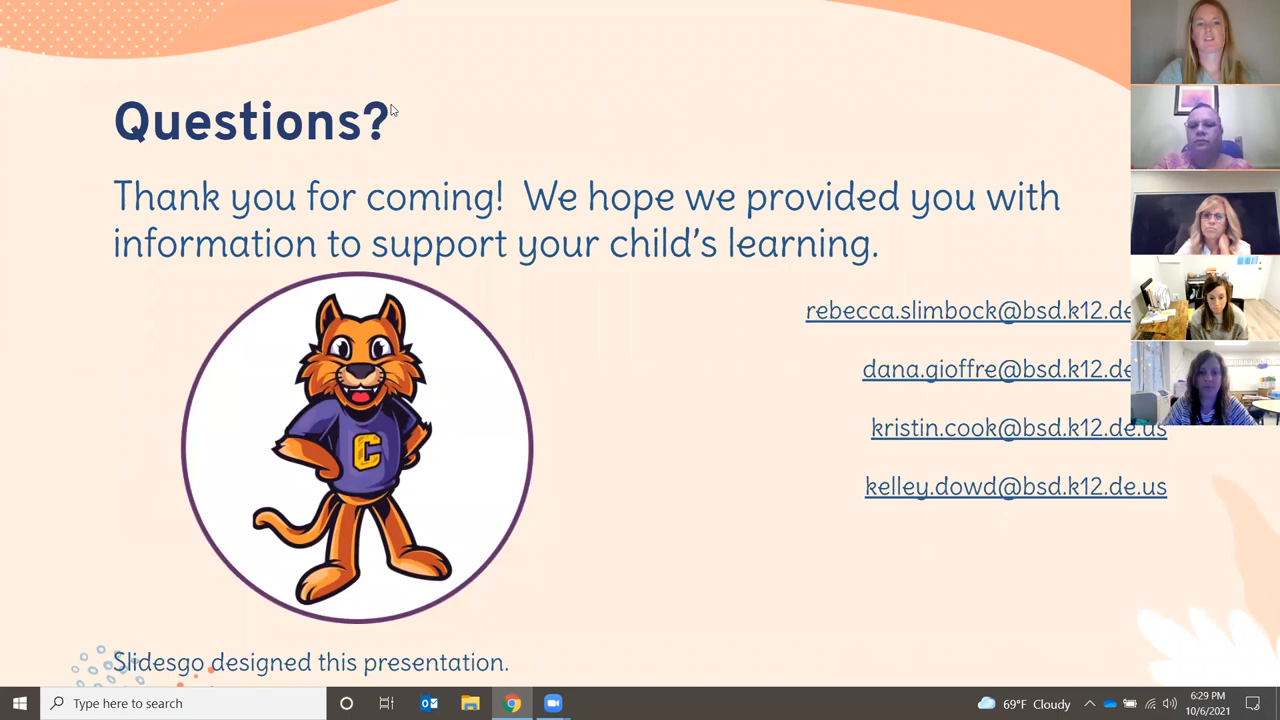 Questions?
Thank you for coming!  We hope we provided you with
information to support your child's learning.
rebecca.slimbock@bsd.k12.de
dana.gioffre@bsd.k12.de
kristin.cook@bsd.k12.de.us
kelley.dowd@bsd.k12.de.us
C
Slidesgo designed this presentation.
Type here to search
69°F Cloudy
6:29 PM
10/6/2021